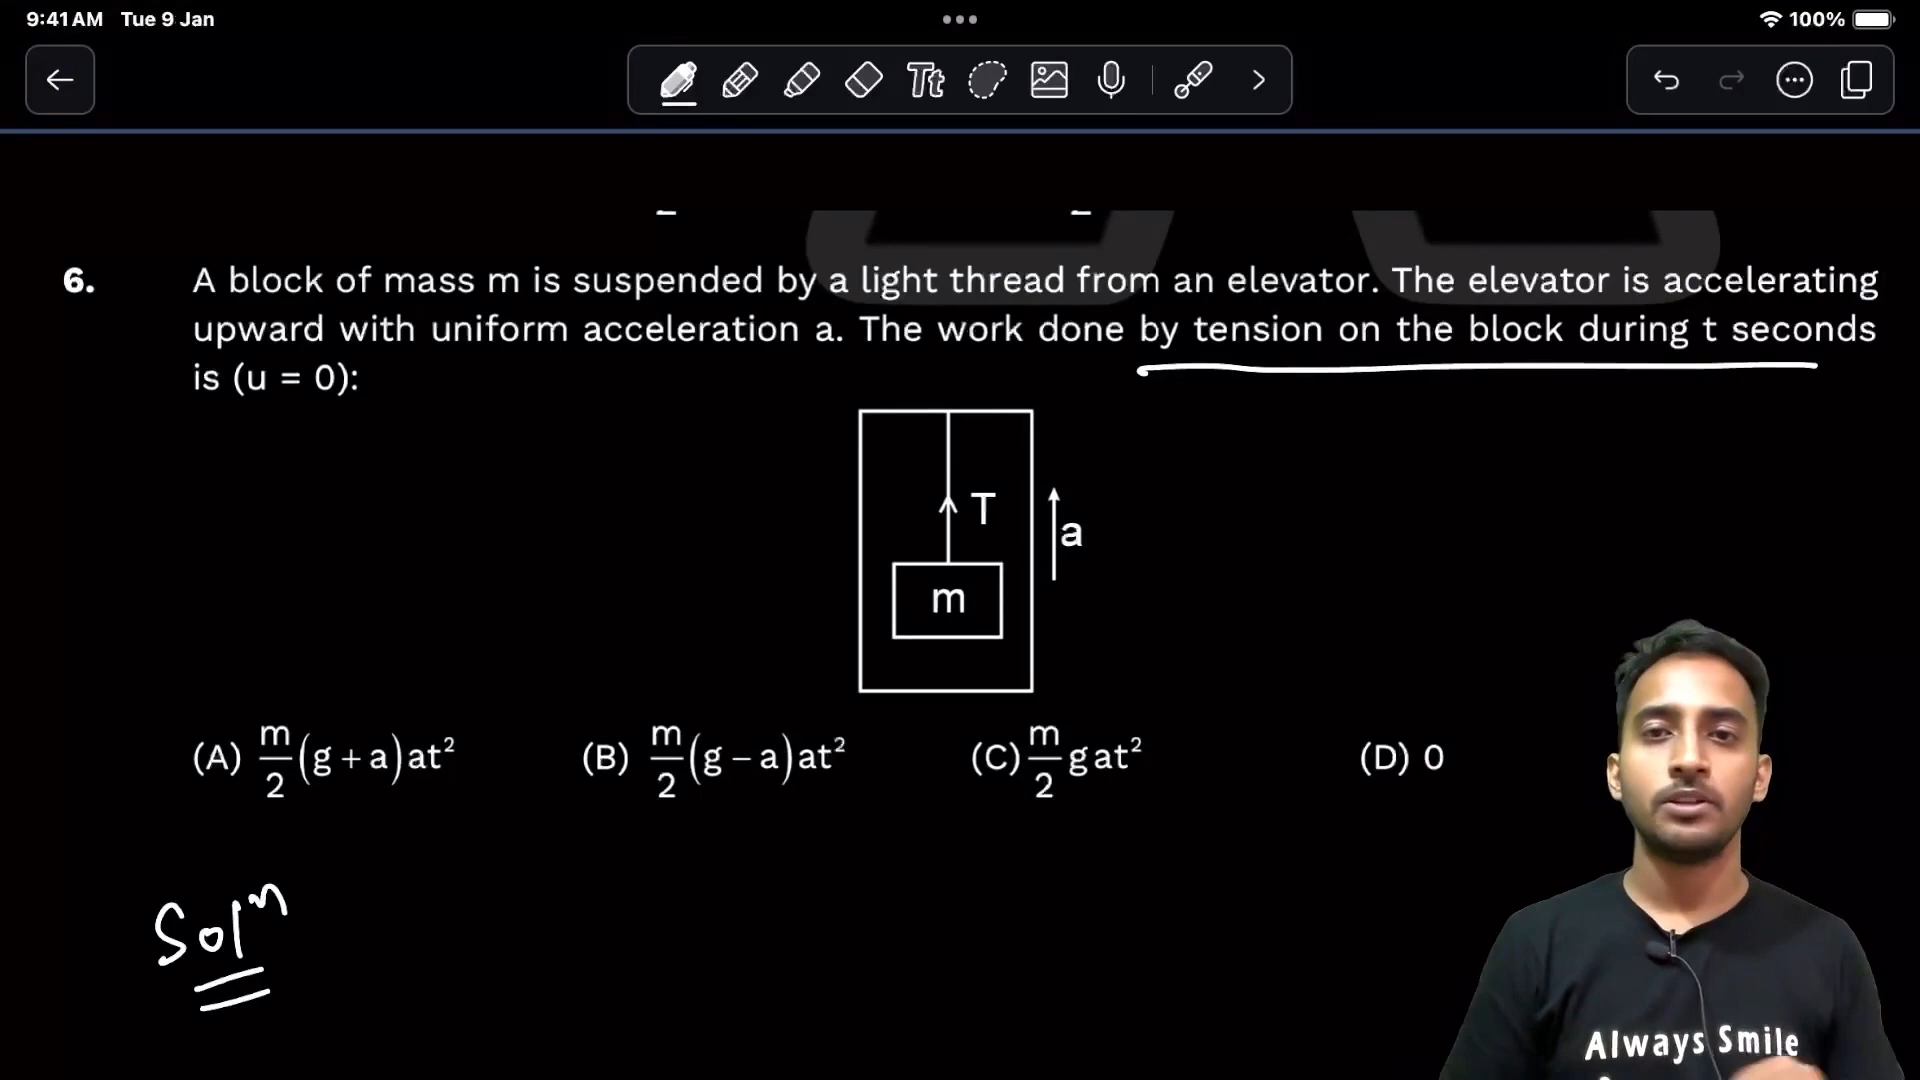 9:41 AM Tue 9 Jan
100%
Tt
6. A block of mass m is suspended by a light thread from an elevator. The elevator is accelerating
upward with uniform acceleration a. The work done by tension on the block during t seconds
is (u = 0):
T
a
m
(A) m/2 (g + a) at² (B) m/2 (g – a) at² (C) m/2 g at² (D) 0
Solⁿ
Always Smile